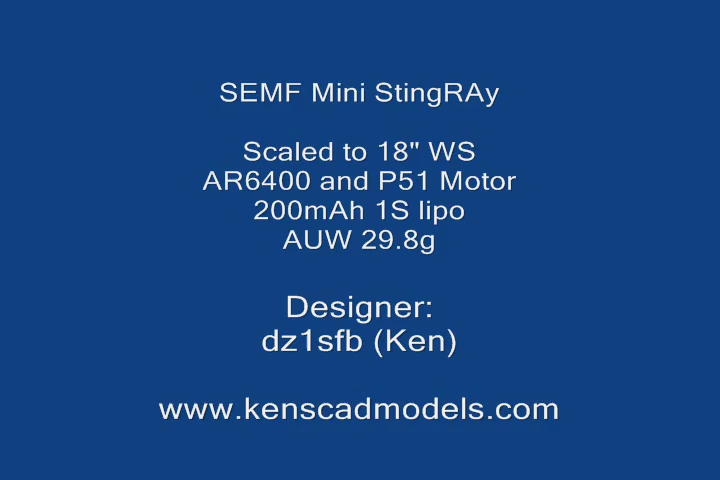 SEMF Mini StingRAy
Scaled to 18" WS
AR6400 and P51 Motor
200mAh 1S lipo
AUW 29.8g
Designer:
dz1sfb (Ken)
www.kenscadmodels.com